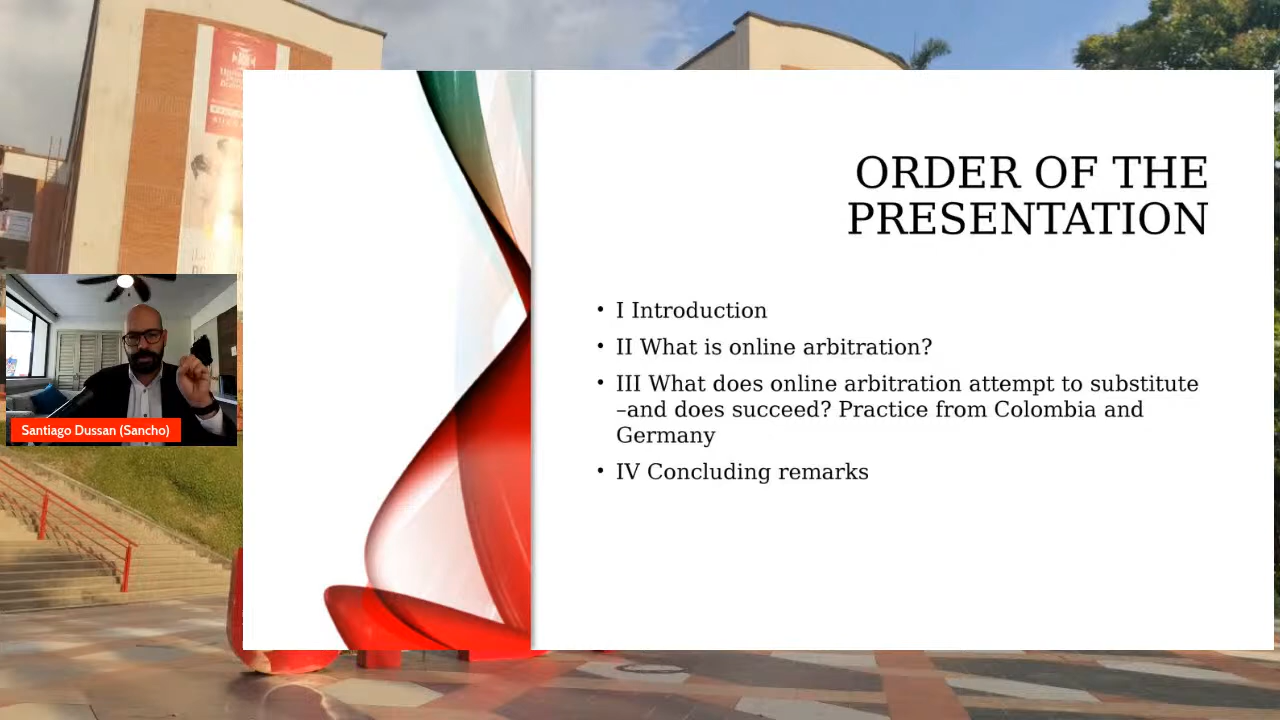 ORDER OF THE
PRESENTATION
• I Introduction
• II What is online arbitration?
• III What does online arbitration attempt to substitute
–and does succeed? Practice from Colombia and
Germany
• IV Concluding remarks
Santiago Dussan (Sancho)